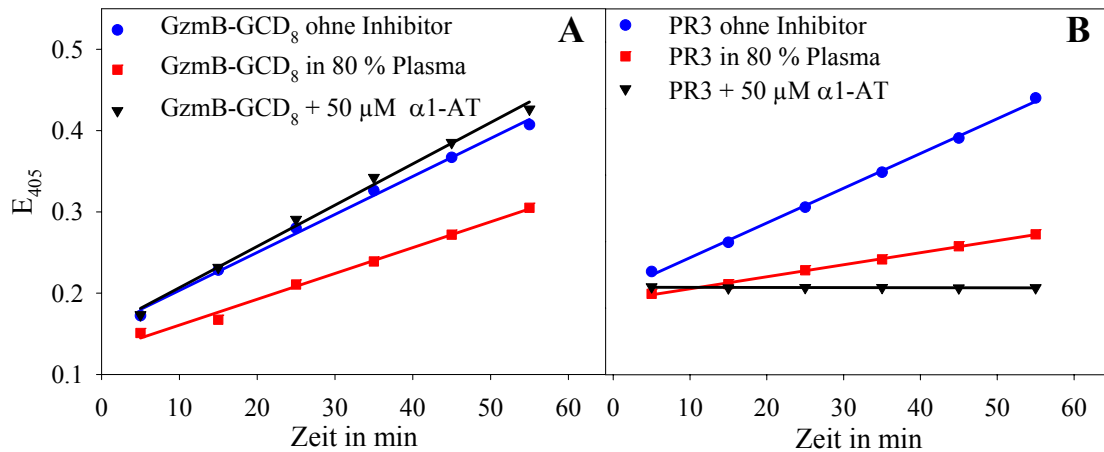 GzmB-GCD8 ohne Inhibitor
GzmB-GCD8 in 80 % Plasma
GzmB-GCD8 + 50 µM α1-AT
A
PR3 ohne Inhibitor
PR3 in 80 % Plasma
PR3 + 50 µM α1-AT
B
0.5
0.4
0.3
0.2
0.1
E405
0 10 20 30 40 50 60
0 10 20 30 40 50 60
Zeit in min
Zeit in min